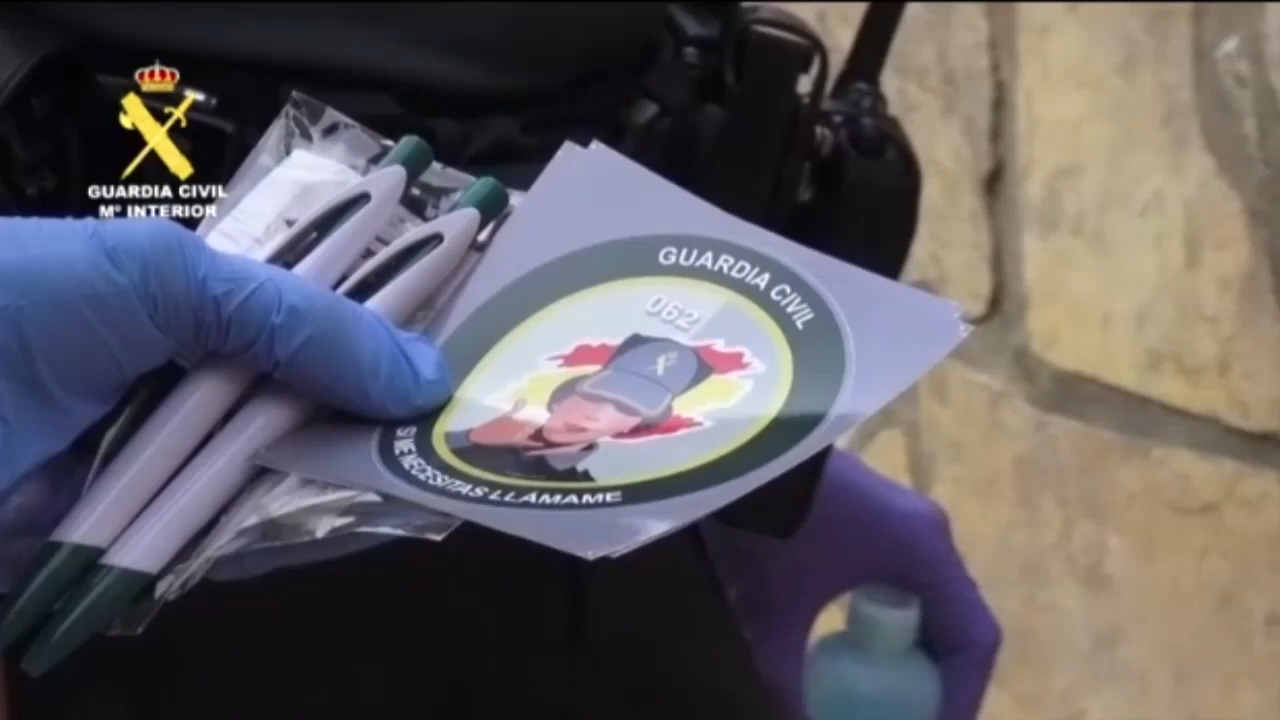 GUARDIA CIVIL
Mº INTERIOR
GUARDIA CIVIL
062
SI ME NECESITAS LLÁMAME